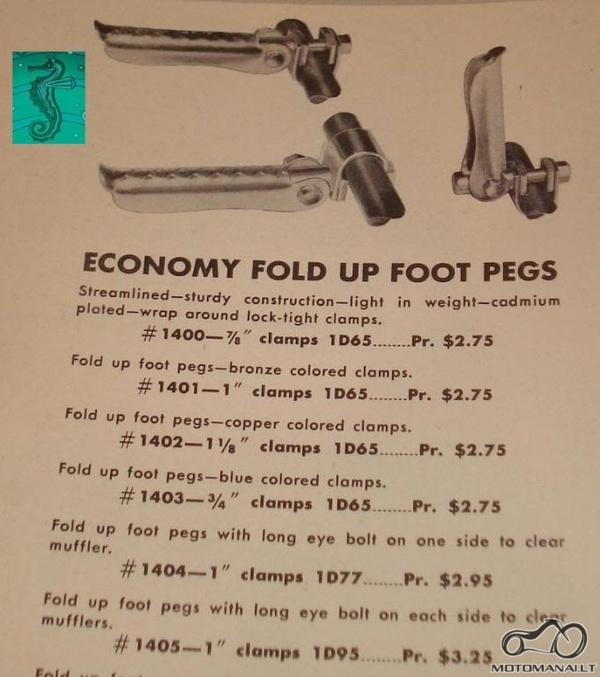 ECONOMY FOLD UP FOOT PEGS
Streamlined—sturdy construction—light in weight—cadmium
plated—wrap around lock-tight clamps.
#1400—⅞" clamps 1D65........Pr. $2.75
Fold up foot pegs—bronze colored clamps.
#1401—1" clamps 1D65........Pr. $2.75
Fold up foot pegs—copper colored clamps.
#1402—1⅛" clamps 1D65........Pr. $2.75
Fold up foot pegs—blue colored clamps.
#1403—¾" clamps 1D65........Pr. $2.75
Fold up foot pegs with long eye bolt on one side to clear
muffler.
#1404—1" clamps 1D77........Pr. $2.95
Fold up foot pegs with long eye bolt on each side to clear
mufflers.
#1405—1" clamps 1D95........Pr. $3.25
MOTOMANAI.LT